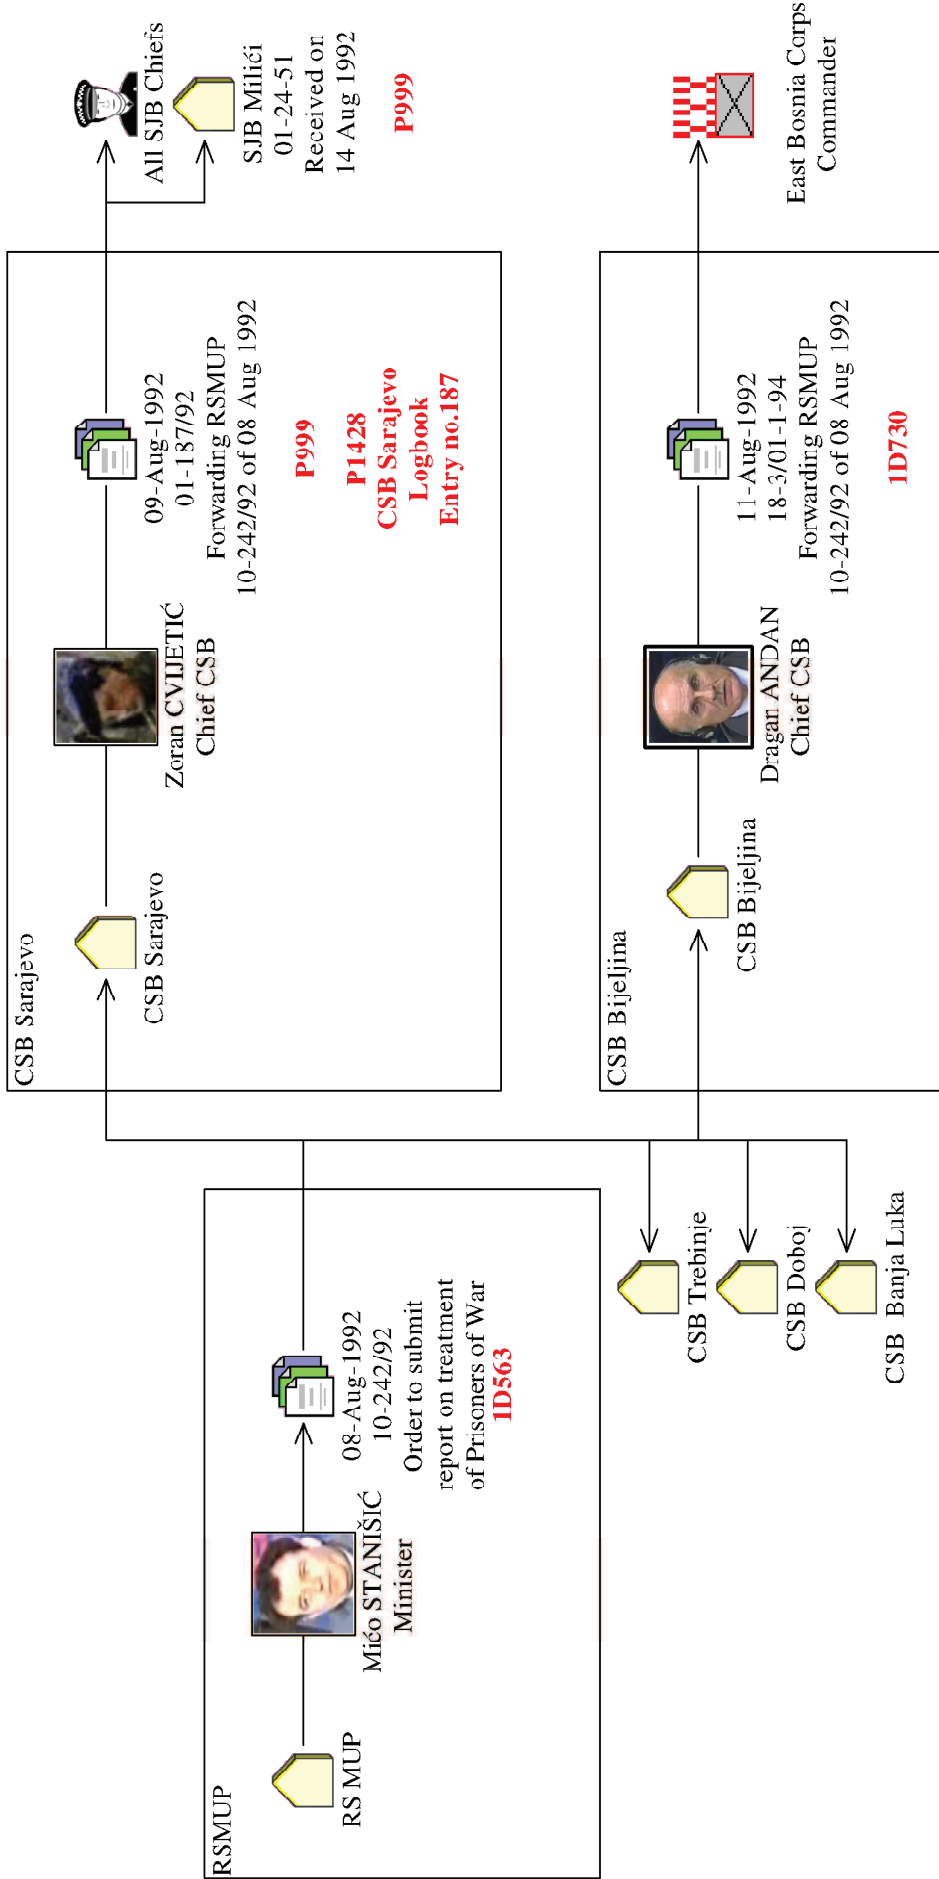 RSMUP
RS MUP
Mićo STANIŠIĆ
Minister
08-Aug-1992
10-242/92
Order to submit
report on treatment
of Prisoners of War
1D563
CSB Trebinje
CSB Doboj
CSB Banja Luka
CSB Sarajevo
CSB Sarajevo
Zoran CVIJETIĆ
Chief CSB
09-Aug-1992
01-187/92
Forwarding RSMUP
10-242/92 of 08 Aug 1992
P999
P1428
CSB Sarajevo
Logbook
Entry no.187
All SJB Chiefs
SJB Milići
01-24-51
Received on
14 Aug 1992
P999
CSB Bijeljina
CSB Bijeljina
Dragan ANDAN
Chief CSB
11-Aug-1992
18-3/01-1-94
Forwarding RSMUP
10-242/92 of 08 Aug 1992
1D730
East Bosnia Corps
Commander